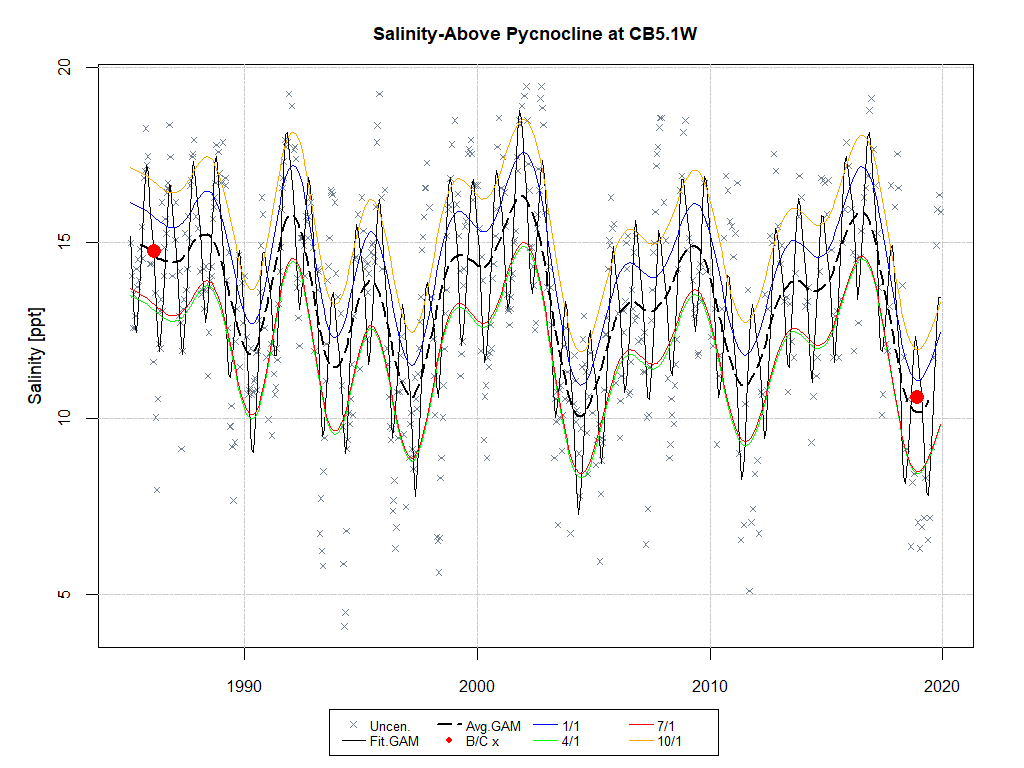 Salinity-Above Pycnocline at CB5.1W
20
15
10
5
Salinity [ppt]
1990 2000 2010 2020
Uncen. Avg.GAM 1/1 7/1
Fit.GAM B/C x 4/1 10/1